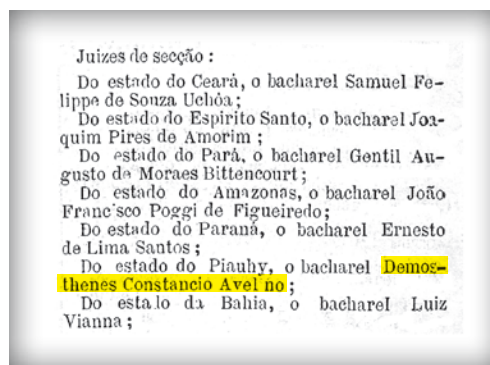 Juizes de secção :
Do estado do Ceará, o bacharel Samuel Fe-
lippe de Souza Uchôa;
Do estado do Espirito Santo, o bacharel Joa-
quim Pires de Amorim ;
Do estado do Pará, o bacharel Gentil Au-
gusto de Moraes Bittencourt ;
Do estado do Amazonas, o bacharel João
Francisco Poggi de Figueiredo;
Do estado do Paraná, o bacharel Ernesto
de Lima Santos ;
Do estado do Piauhy, o bacharel Demos-
thenes Constancio Avelino ;
Do estado da Bahia, o bacharel Luiz
Vianna ;